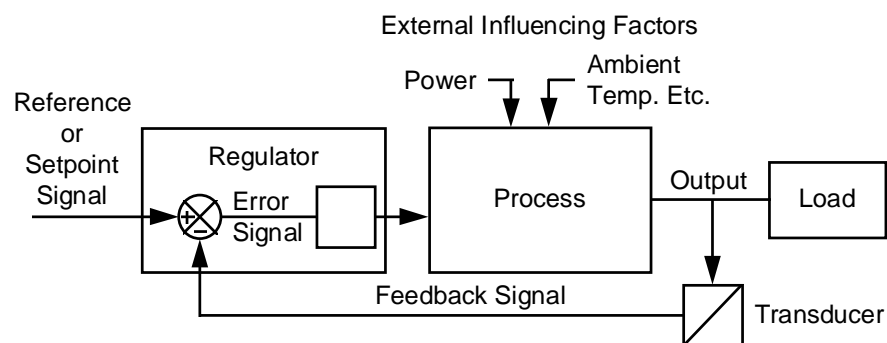 External Influencing Factors
Power
Ambient
Temp. Etc.
Reference
or
Setpoint
Signal
Regulator
+
−
Error
Signal
Process
Output
Load
Feedback Signal
Transducer